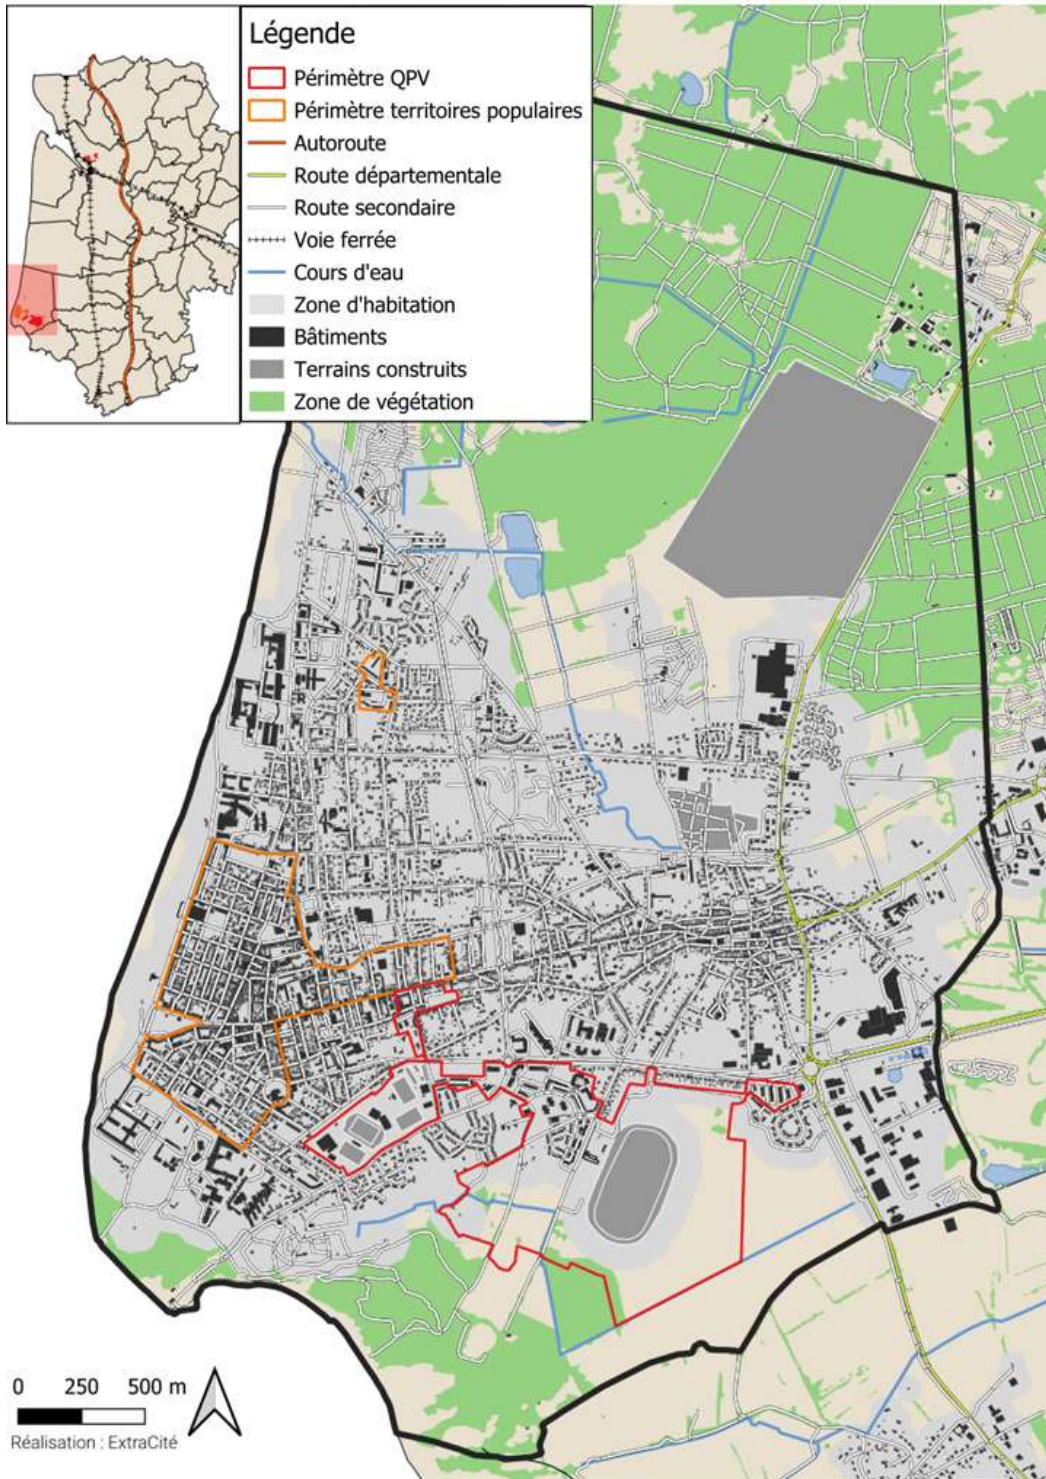 Légende
Périmètre QPV
Périmètre territoires populaires
Autoroute
Route départementale
Route secondaire
Voie ferrée
Cours d'eau
Zone d'habitation
Bâtiments
Terrains construits
Zone de végétation
0 250 500 m
Réalisation : ExtraCité